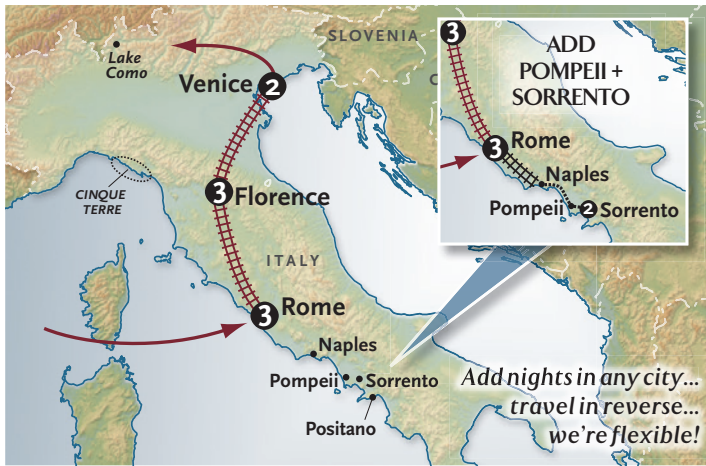 SLOVENIA
Lake
Como
Venice 2
CINQUE
TERRE
3 Florence
ITALY
3 Rome
Naples
Pompeii
Sorrento
Positano
ADD
POMPEII +
SORRENTO
3
3 Rome
Naples
Pompeii
2 Sorrento
C
Add nights in any city...
travel in reverse...
we're flexible!